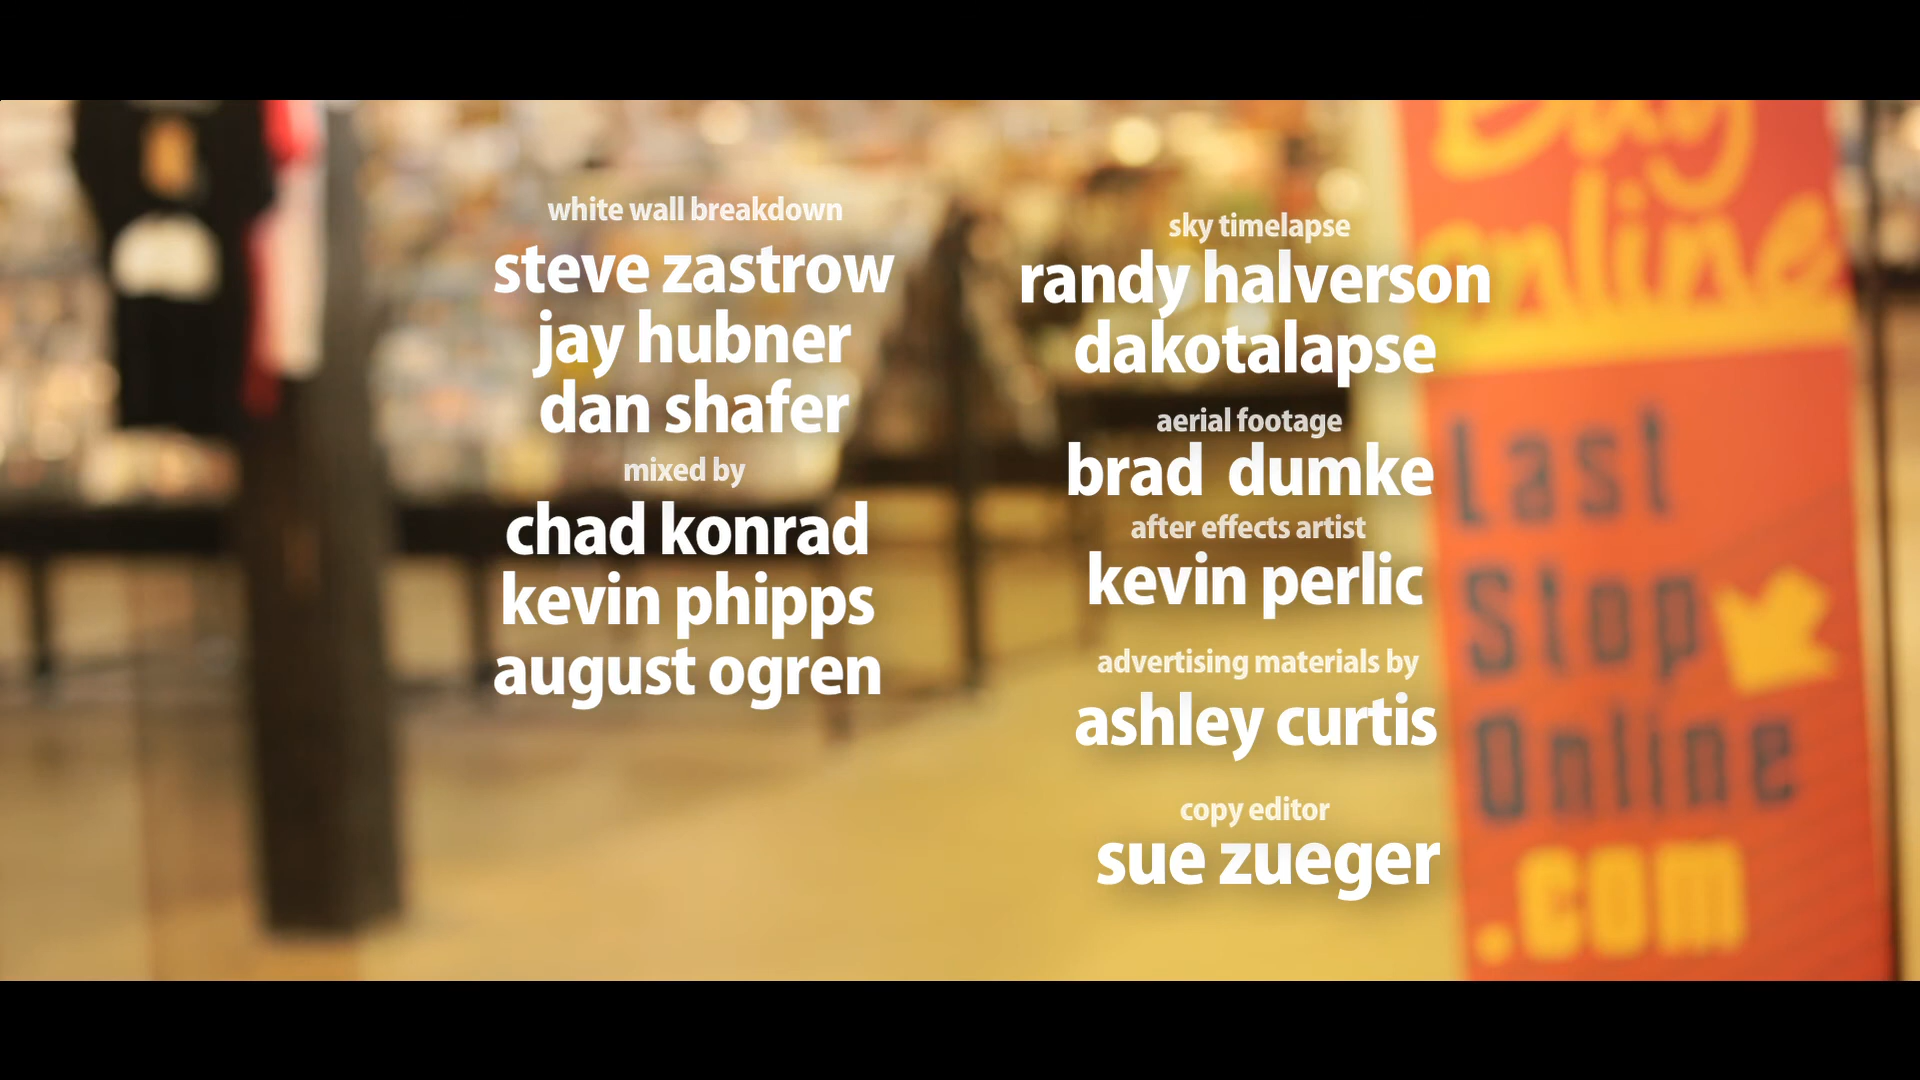 white wall breakdown
steve zastrow
jay hubner
dan shafer
mixed by
chad konrad
kevin phipps
august ogren
sky timelapse
randy halverson
dakotalapse
aerial footage
brad dumke
after effects artist
kevin perlic
advertising materials by
ashley curtis
copy editor
sue zueger
online
Last
Stop
Online
.com